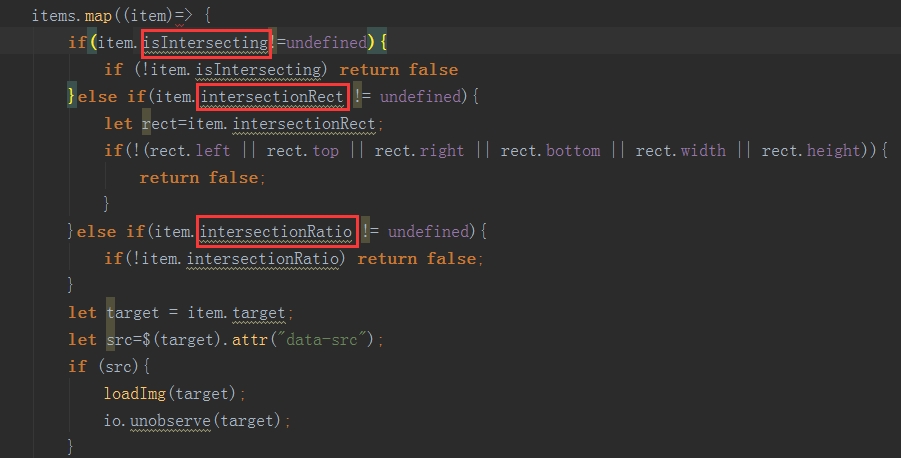 items.map((item)=> {
if(item.isIntersecting!=undefined){
if (!item.isIntersecting) return false
}else if(item.intersectionRect != undefined){
let rect=item.intersectionRect;
if(!(rect.left || rect.top || rect.right || rect.bottom || rect.width || rect.height)){
return false;
}
}else if(item.intersectionRatio != undefined){
if(!item.intersectionRatio) return false;
}
let target = item.target;
let src=$(target).attr("data-src");
if (src){
loadImg(target);
io.unobserve(target);
}